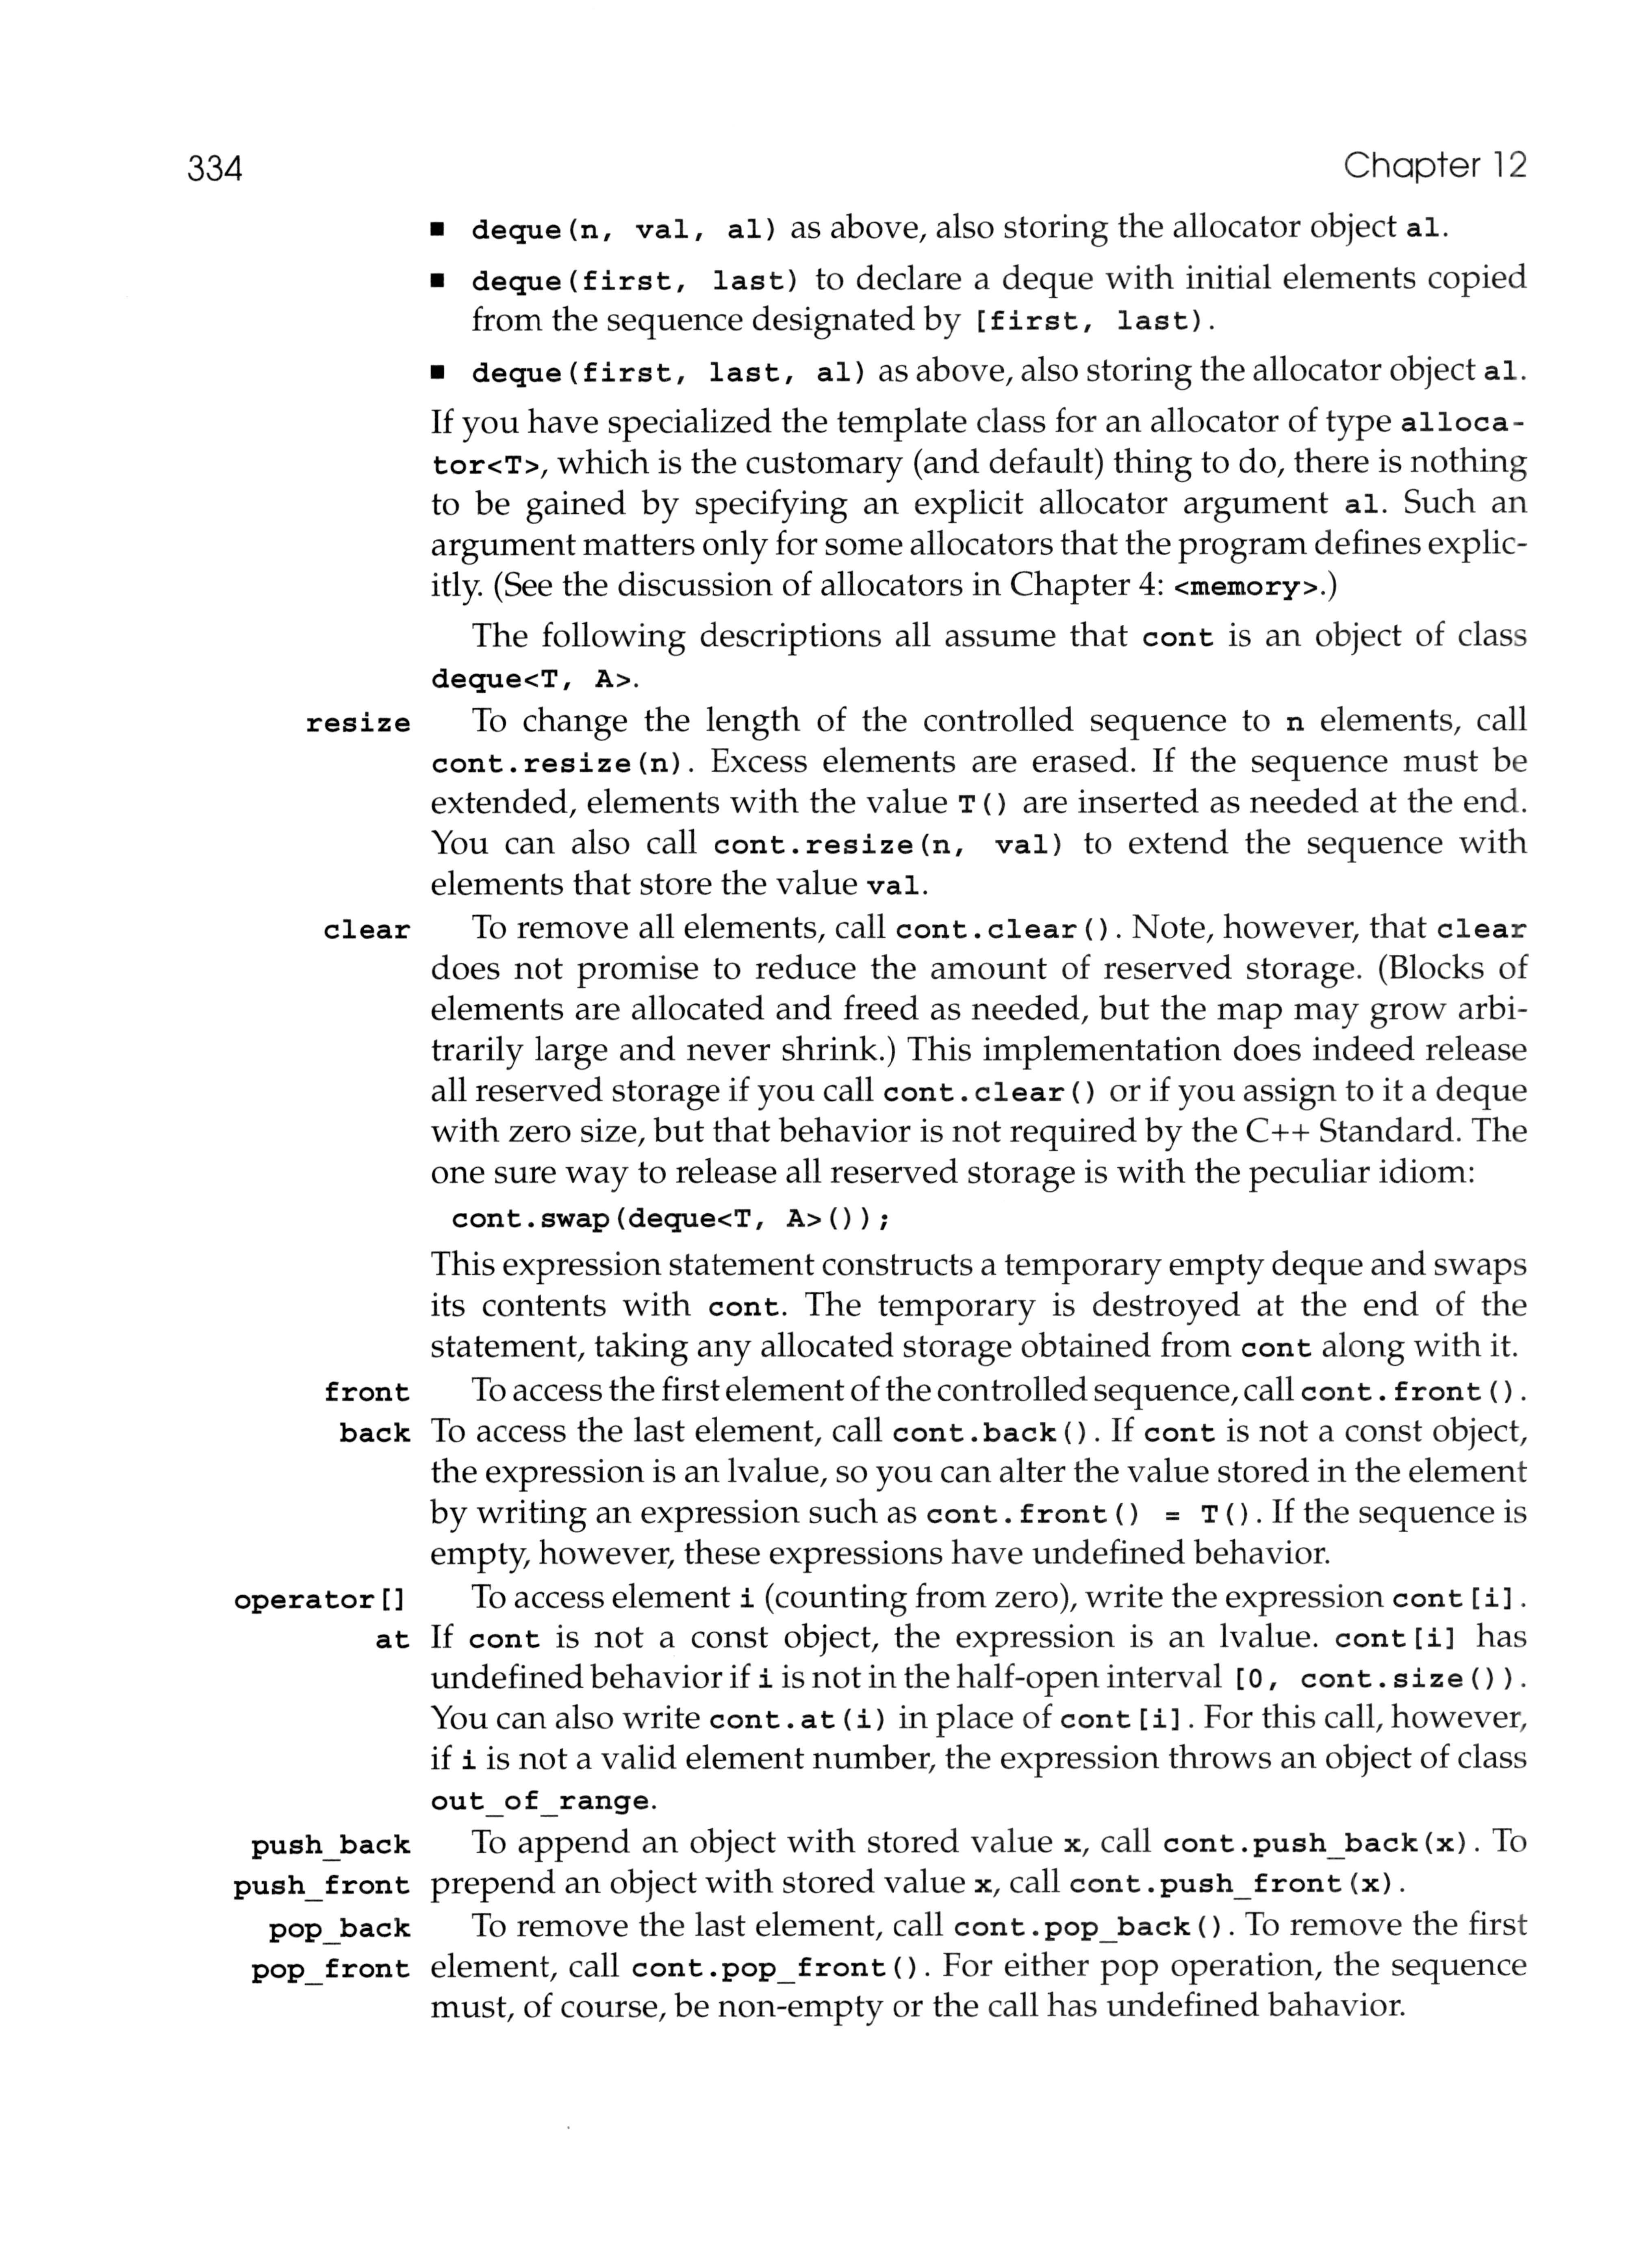 334 Chapter 12
■ deque(n, val, al) as above, also storing the allocator object al.
■ deque(first, last) to declare a deque with initial elements copied
from the sequence designated by [first, last).
■ deque(first, last, al) as above, also storing the allocator object al.
If you have specialized the template class for an allocator of type alloca-
tor<T>, which is the customary (and default) thing to do, there is nothing
to be gained by specifying an explicit allocator argument al. Such an
argument matters only for some allocators that the program defines explic-
itly. (See the discussion of allocators in Chapter 4: <memory>.)
The following descriptions all assume that cont is an object of class
deque<T, A>.
resize To change the length of the controlled sequence to n elements, call
cont.resize(n). Excess elements are erased. If the sequence must be
extended, elements with the value T() are inserted as needed at the end.
You can also call cont.resize(n, val) to extend the sequence with
elements that store the value val.
clear To remove all elements, call cont.clear(). Note, however, that clear
does not promise to reduce the amount of reserved storage. (Blocks of
elements are allocated and freed as needed, but the map may grow arbi-
trarily large and never shrink.) This implementation does indeed release
all reserved storage if you call cont.clear() or if you assign to it a deque
with zero size, but that behavior is not required by the C++ Standard. The
one sure way to release all reserved storage is with the peculiar idiom:
cont.swap(deque<T, A>());
This expression statement constructs a temporary empty deque and swaps
its contents with cont. The temporary is destroyed at the end of the
statement, taking any allocated storage obtained from cont along with it.
front To access the first element of the controlled sequence, call cont.front().
back To access the last element, call cont.back(). If cont is not a const object,
the expression is an lvalue, so you can alter the value stored in the element
by writing an expression such as cont.front() = T(). If the sequence is
empty, however, these expressions have undefined behavior.
operator[] To access element i (counting from zero), write the expression cont[i].
at If cont is not a const object, the expression is an lvalue. cont[i] has
undefined behavior if i is not in the half-open interval [0, cont.size()).
You can also write cont.at(i) in place of cont[i]. For this call, however,
if i is not a valid element number, the expression throws an object of class
out_of_range.
push_back To append an object with stored value x, call cont.push_back(x). To
push_front prepend an object with stored value x, call cont.push_front(x).
pop_back To remove the last element, call cont.pop_back(). To remove the first
pop_front element, call cont.pop_front(). For either pop operation, the sequence
must, of course, be non-empty or the call has undefined bahavior.